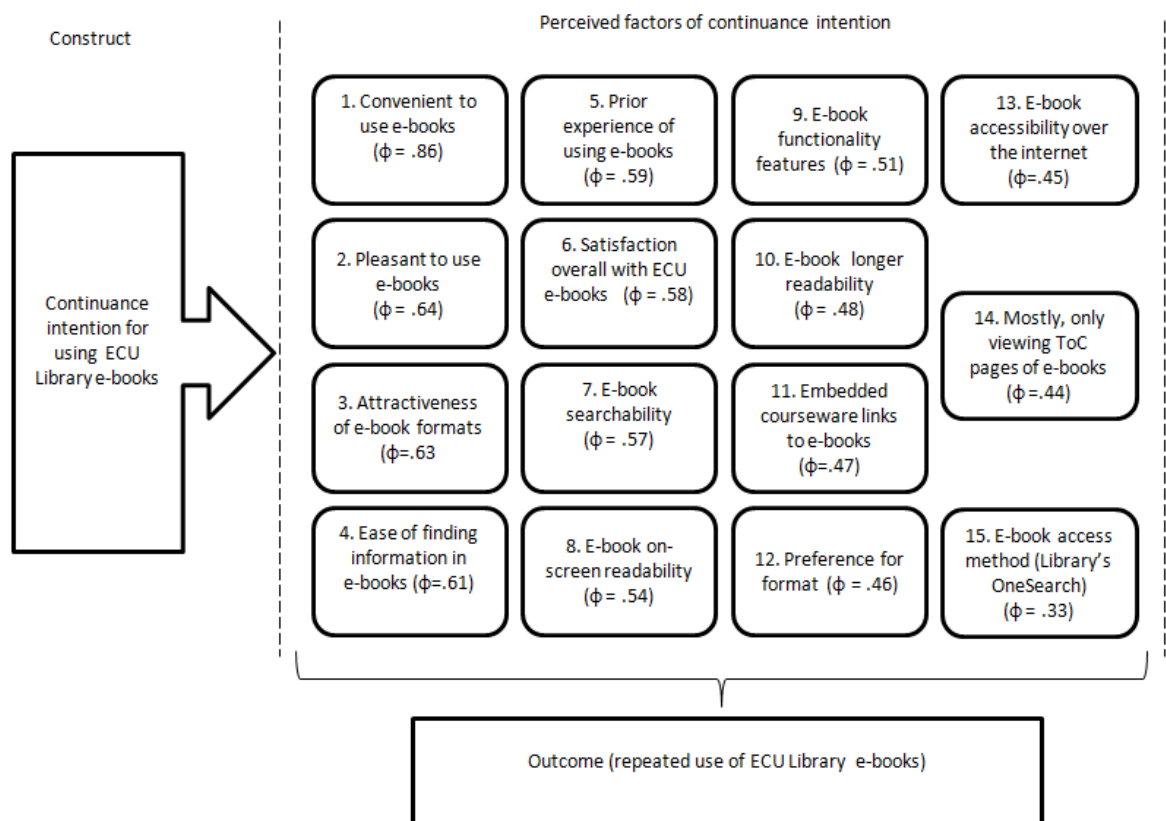 Construct
Perceived factors of continuance intention
Continuance
intention for
using ECU
Library e-books
1. Convenient to
use e-books
(ϕ = .86)
2. Pleasant to use
e-books
(ϕ = .64)
3. Attractiveness
of e-book formats
(ϕ=.63
4. Ease of finding
information in
e-books (ϕ=.61)
5. Prior
experience of
using e-books
(ϕ = .59)
6. Satisfaction
overall with ECU
e-books (ϕ = .58)
7. E-book
searchability
(ϕ = .57)
8. E-book on-
screen readability
(ϕ = .54)
9. E-book
functionality
features (ϕ = .51)
10. E-book longer
readability
(ϕ = .48)
11. Embedded
courseware links
to e-books
(ϕ=.47)
12. Preference for
format (ϕ = .46)
13. E-book
accessibility over
the internet
(ϕ=.45)
14. Mostly, only
viewing ToC
pages of e-books
(ϕ=.44)
15. E-book access
method (Library's
OneSearch)
(ϕ = .33)
Outcome (repeated use of ECU Library e-books)